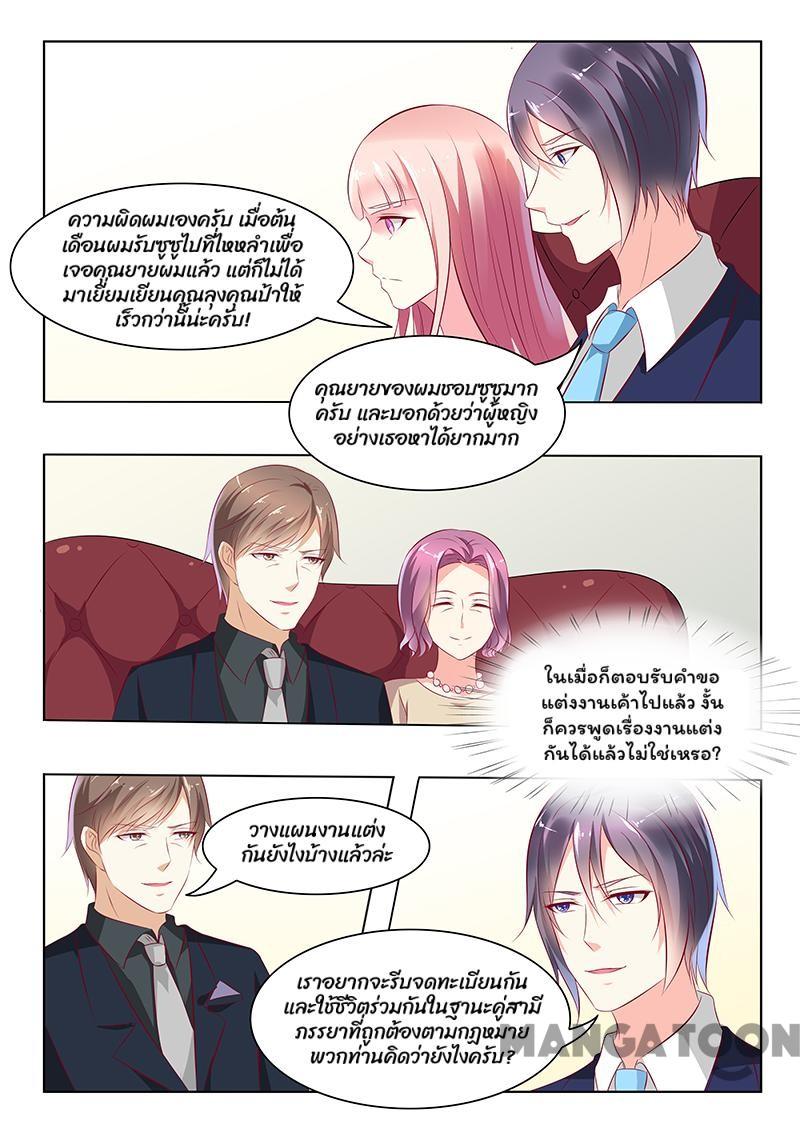 ความผิดผมเองครับ เมื่อต้น
เดือนผมรับซูซูไปที่ไหหลำเพื่อ
เจอคุณยายผมแล้ว แต่ก็ไม่ได้
มาเยี่ยมเยียนคุณลุงคุณป้าให้
เร็วกว่านี้น่ะครับ!
คุณยายของผมชอบซูซูมาก
ครับ และบอกด้วยว่าผู้หญิง
อย่างเธอหาได้ยากมาก
ในเมื่อก็ตอบรับคำขอ
แต่งงานเค้าไปแล้ว งั้น
ก็ควรพูดเรื่องงานแต่ง
กันได้แล้วไม่ใช่เหรอ?
วางแผนงานแต่ง
กันยังไงบ้างแล้วล่ะ
เราอยากจะรีบจดทะเบียนกัน
และใช้ชีวิตร่วมกันในฐานะคู่สามี
ภรรยาที่ถูกต้องตามกฎหมาย
พวกท่านคิดว่ายังไงครับ?
MANGATOON